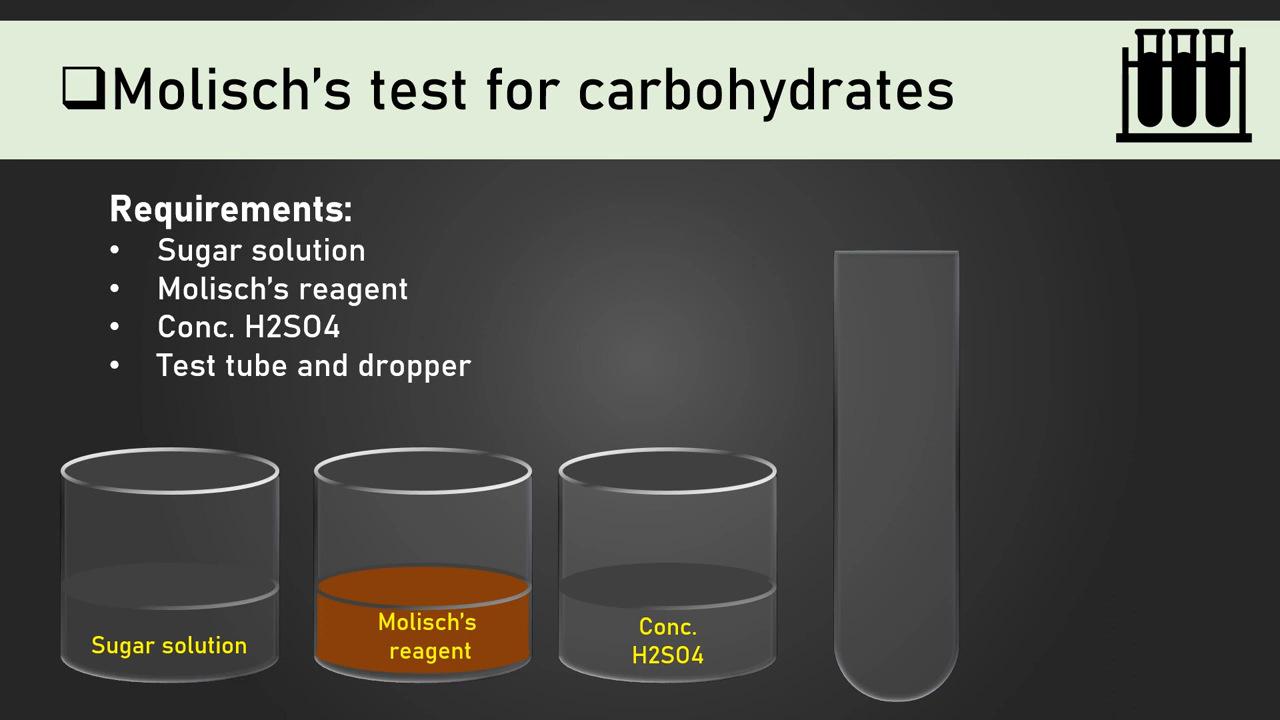 ❑Molisch’s test for carbohydrates
Requirements:
• Sugar solution
• Molisch’s reagent
• Conc. H2SO4
• Test tube and dropper
Sugar solution
Molisch’s
reagent
Conc.
H2SO4